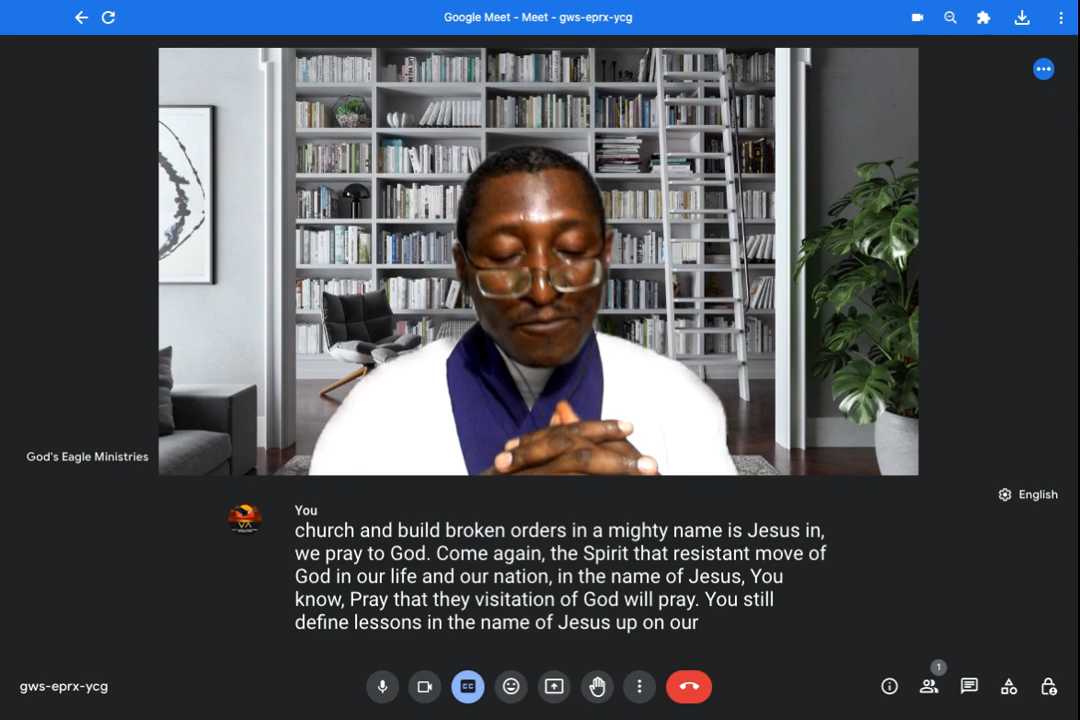 Google Meet - Meet - gws-eprx-ycg
God's Eagle Ministries
English
You
church and build broken orders in a mighty name is Jesus in,
we pray to God. Come again, the Spirit that resistant move of
God in our life and our nation, in the name of Jesus, You
know, Pray that they visitation of God will pray. You still
define lessons in the name of Jesus up on our
gws-eprx-ycg
CC
1